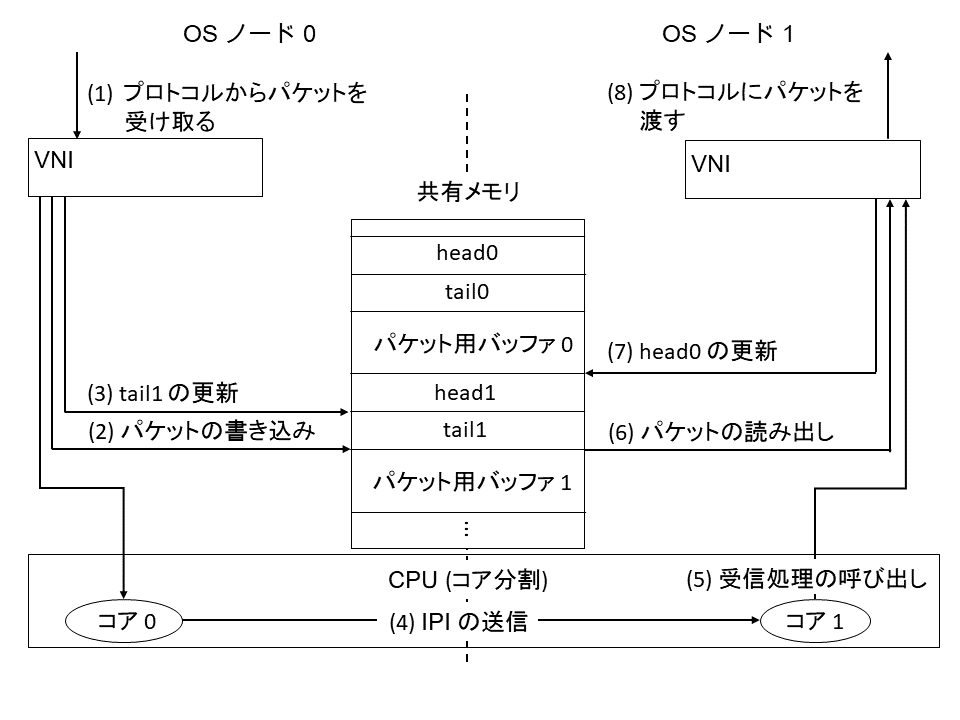 OS ノード 0
OS ノード 1
(1) プロトコルからパケットを
受け取る
(8) プロトコルにパケットを
渡す
VNI
VNI
共有メモリ
head0
tail0
パケット用バッファ 0
(7) head0 の更新
(3) tail1 の更新
head1
(2) パケットの書き込み
tail1
(6) パケットの読み出し
パケット用バッファ 1
⋮
CPU (コア分割)
(5) 受信処理の呼び出し
コア 0
(4) IPI の送信
コア 1